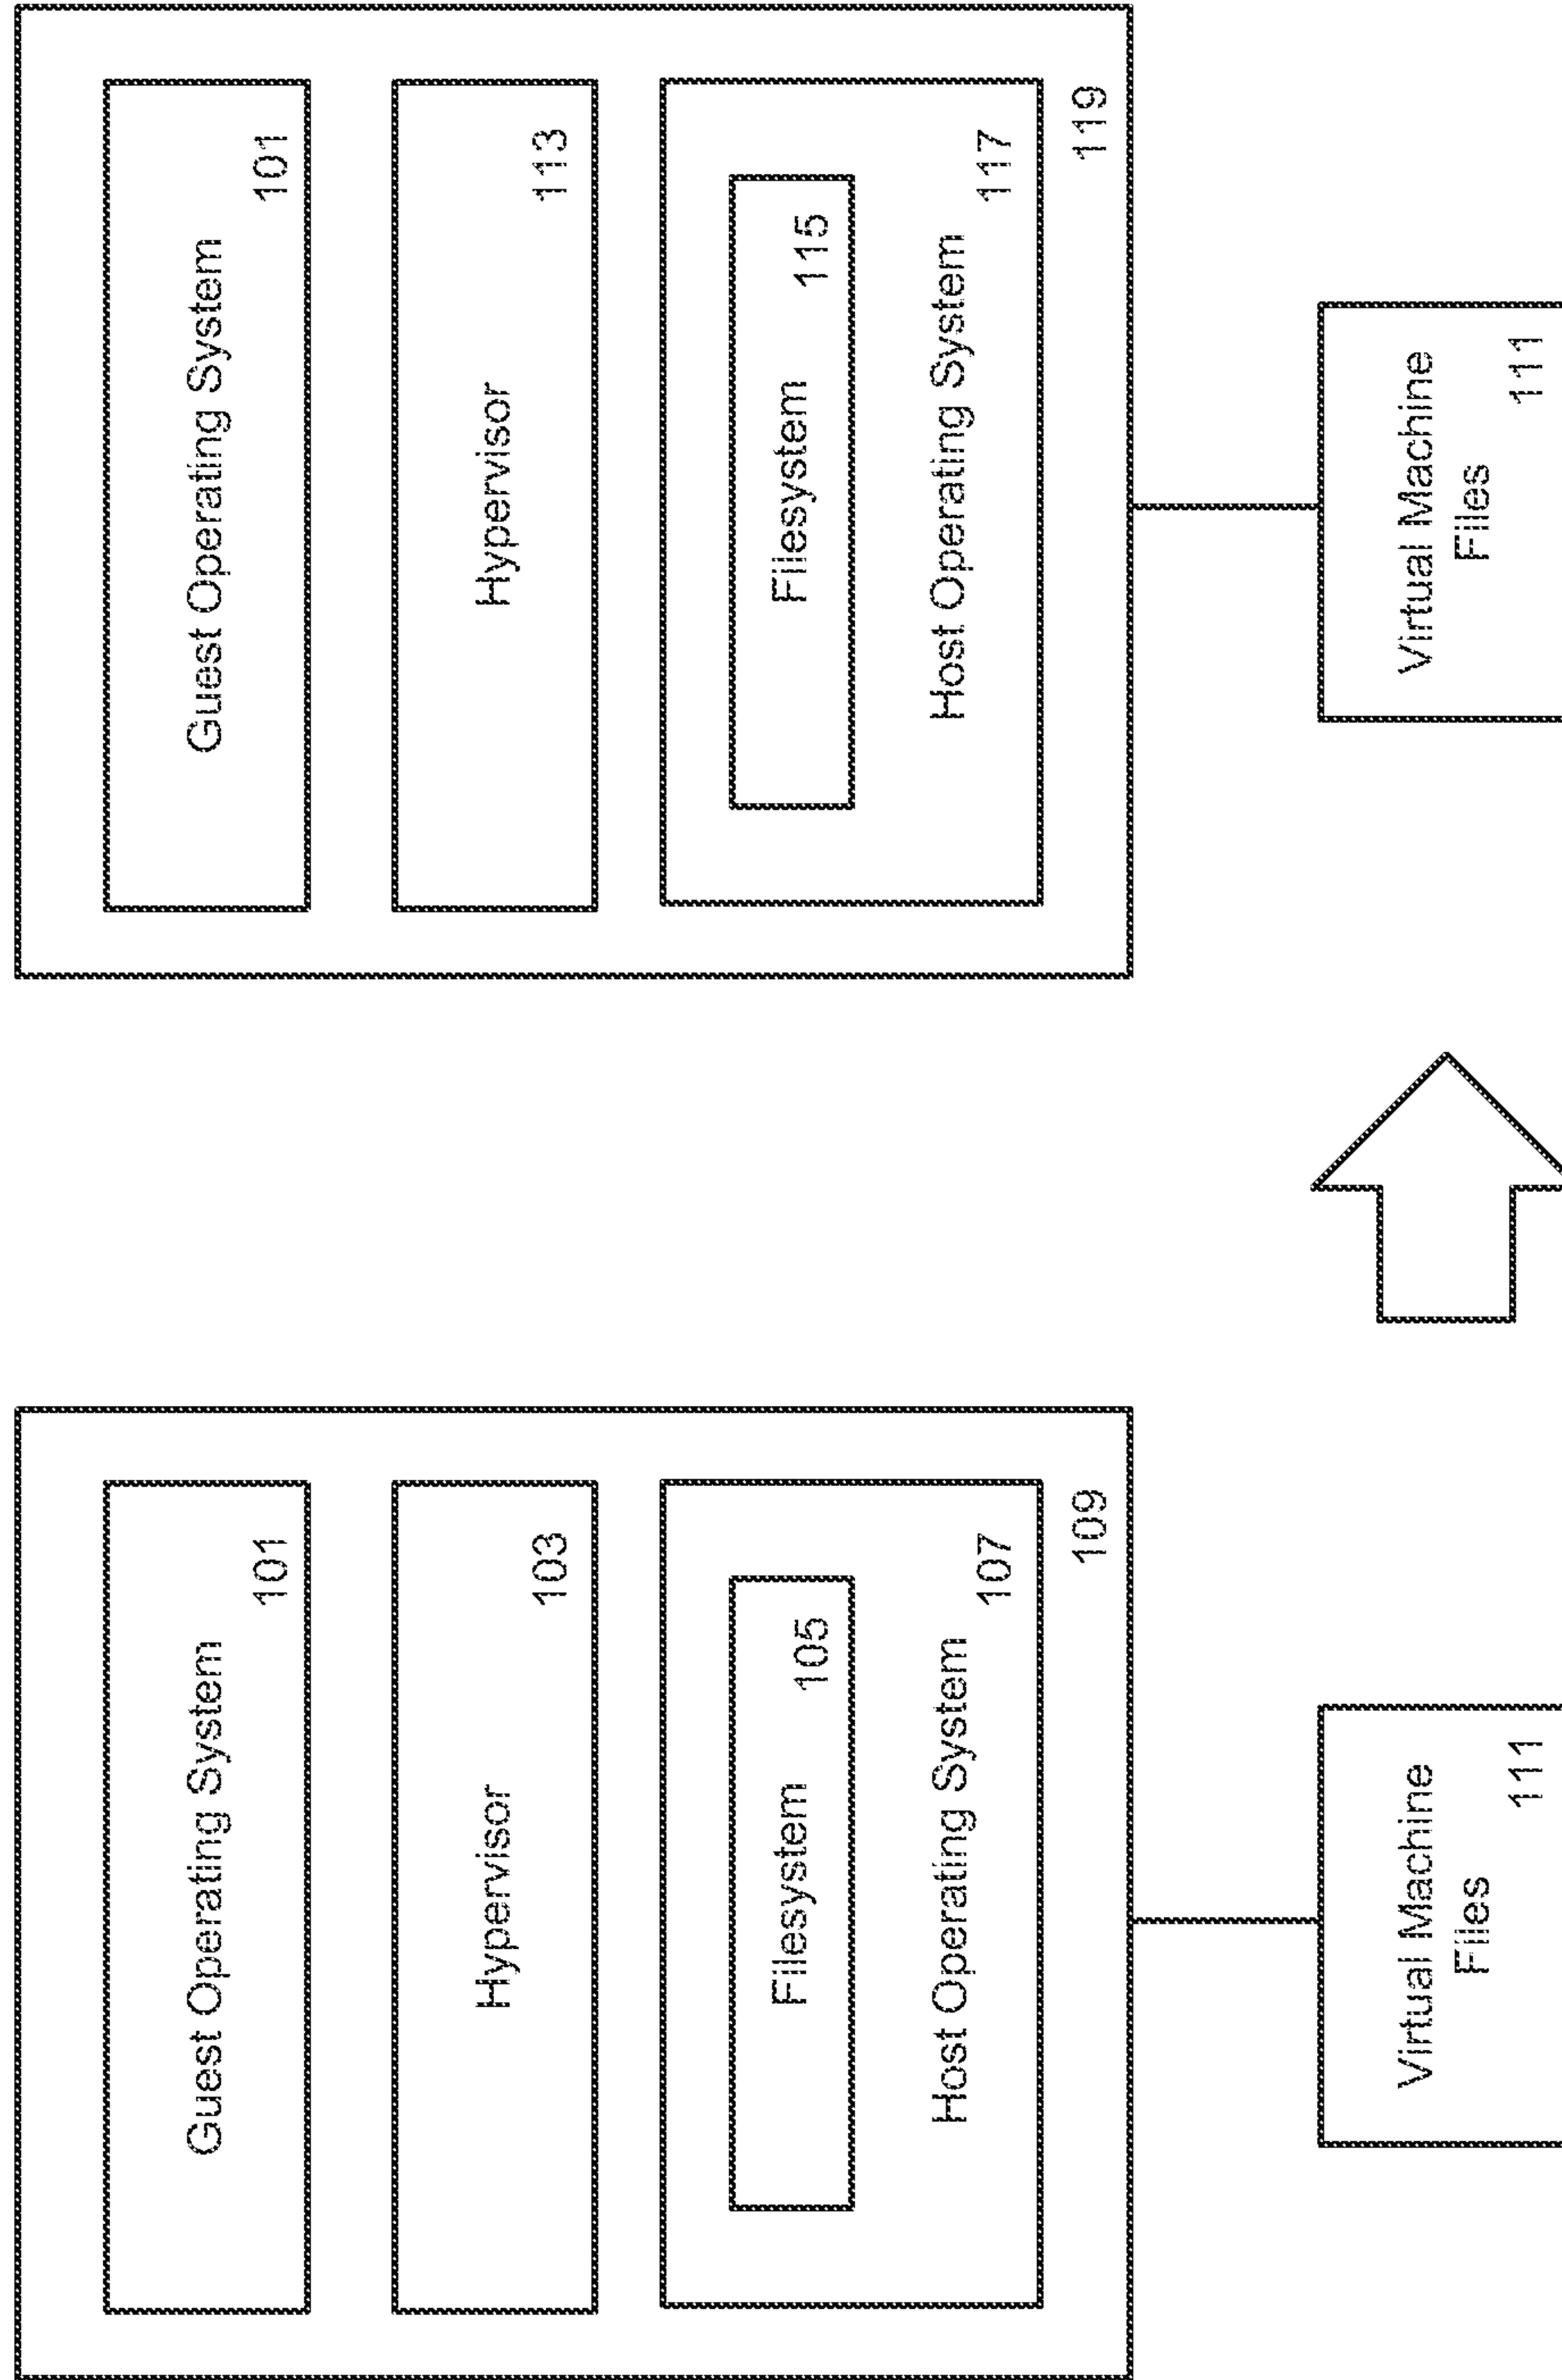 Guest Operating System
101
Hypervisor
103
Filesystem
105
Host Operating System
107
109
Virtual Machine
Files
111
Guest Operating System
101
Hypervisor
113
Filesystem
115
Host Operating System
117
119
Virtual Machine
Files
111